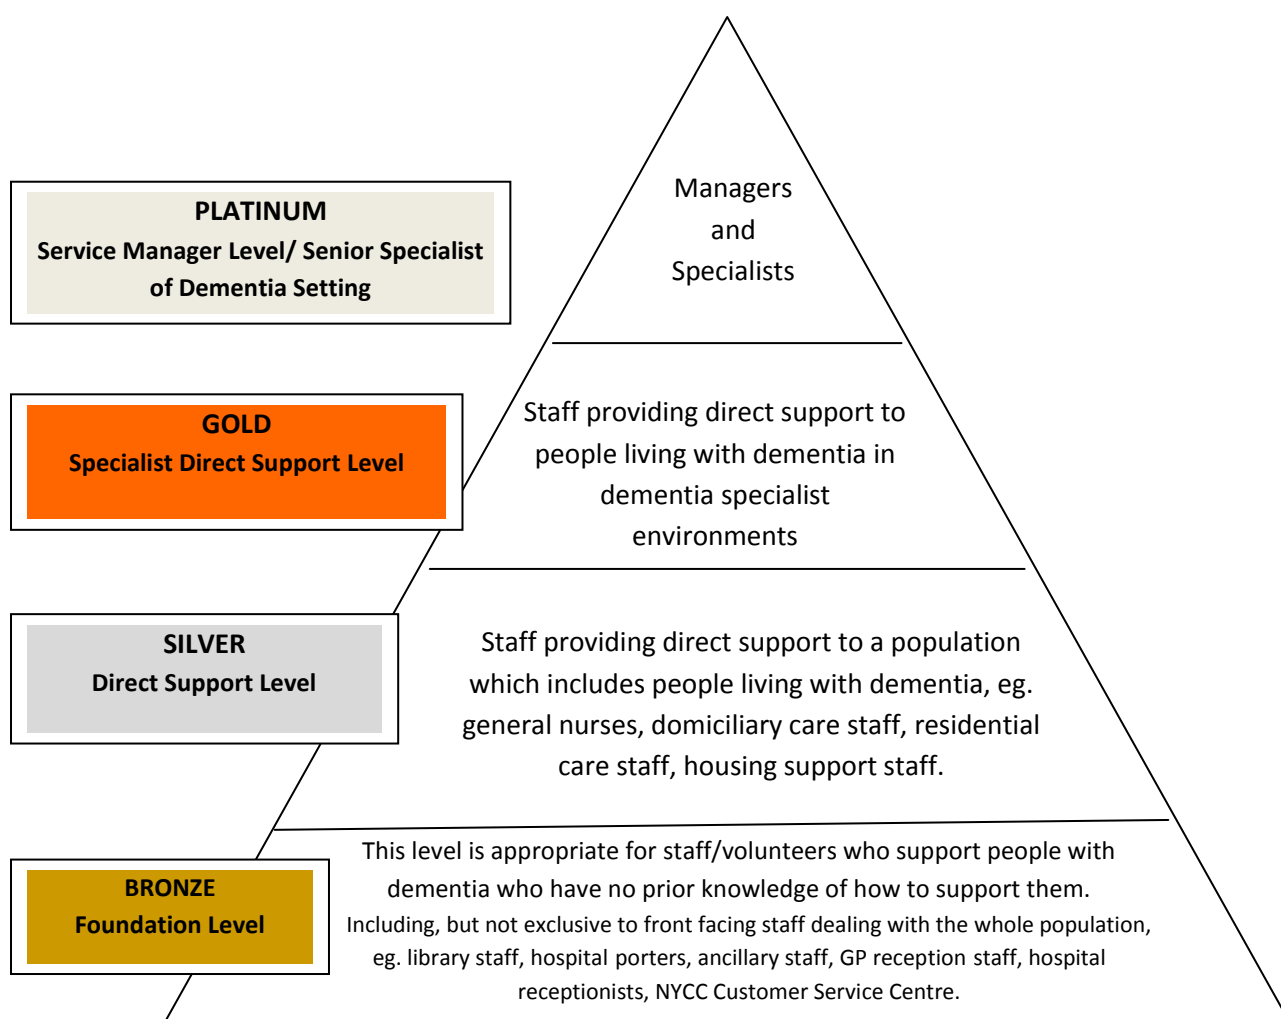 PLATINUM
Service Manager Level/ Senior Specialist
of Dementia Setting
Managers
and
Specialists
GOLD
Specialist Direct Support Level
Staff providing direct support to
people living with dementia in
dementia specialist
environments
SILVER
Direct Support Level
Staff providing direct support to a population
which includes people living with dementia, eg.
general nurses, domiciliary care staff, residential
care staff, housing support staff.
BRONZE
Foundation Level
This level is appropriate for staff/volunteers who support people with
dementia who have no prior knowledge of how to support them.
Including, but not exclusive to front facing staff dealing with the whole population,
eg. library staff, hospital porters, ancillary staff, GP reception staff, hospital
receptionists, NYCC Customer Service Centre.